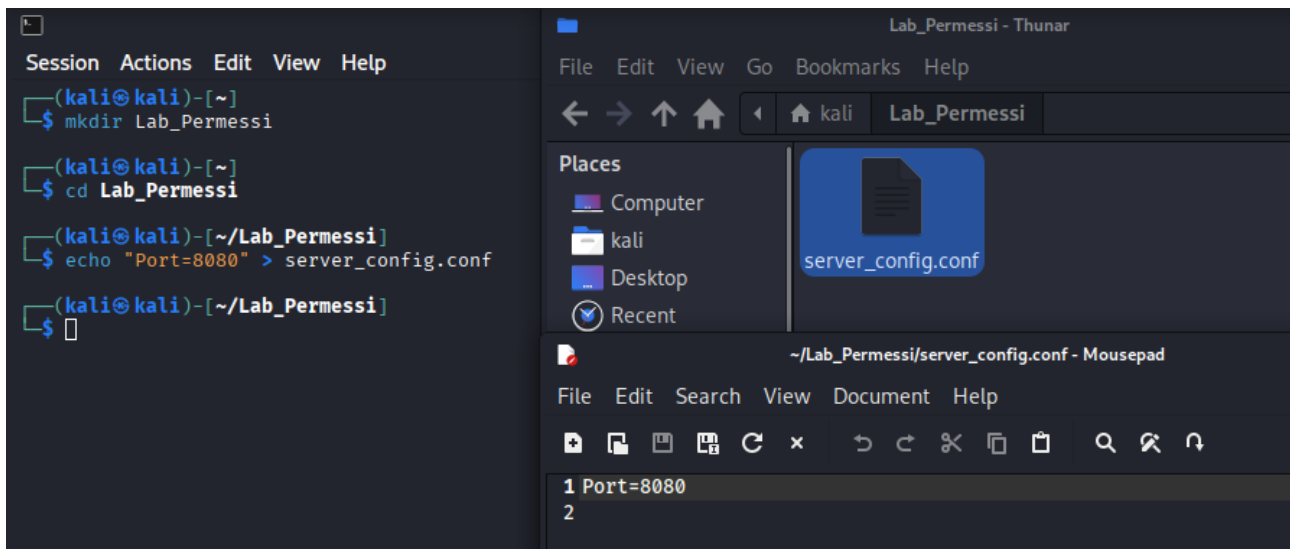 Session Actions Edit View Help
┌──(kali㉿kali)-[~]
└─$ mkdir Lab_Permessi
┌──(kali㉿kali)-[~]
└─$ cd Lab_Permessi
┌──(kali㉿kali)-[~/Lab_Permessi]
└─$ echo "Port=8080" > server_config.conf
┌──(kali㉿kali)-[~/Lab_Permessi]
└─$
Lab_Permessi - Thunar
File Edit View Go Bookmarks Help
kali Lab_Permessi
Places
Computer
kali
Desktop
Recent
server_config.conf
~/Lab_Permessi/server_config.conf - Mousepad
File Edit Search View Document Help
1 Port=8080
2